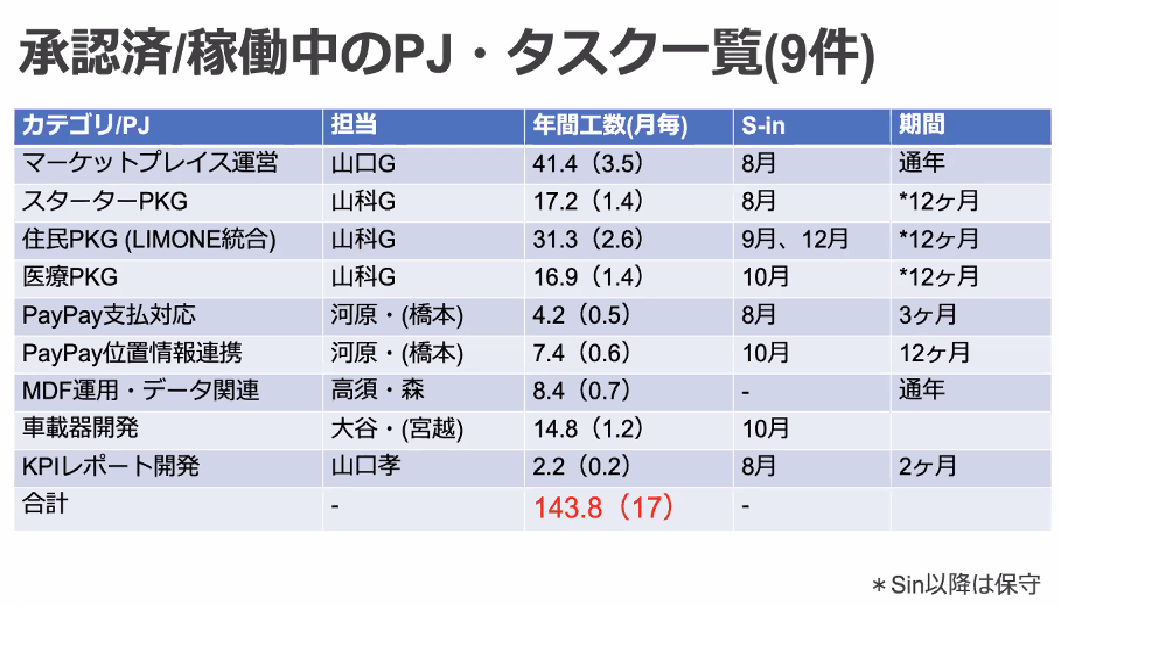 承認済/稼働中のPJ・タスク一覧(9件)
カテゴリ/PJ 担当 年間工数(月毎) S-in 期間
マーケットプレイス運営 山口G 41.4（3.5） 8月 通年
スターターPKG 山科G 17.2（1.4） 8月 *12ヶ月
住民PKG (LIMONE統合) 山科G 31.3（2.6） 9月、12月 *12ヶ月
医療PKG 山科G 16.9（1.4） 10月 *12ヶ月
PayPay支払対応 河原・(橋本) 4.2（0.5） 8月 3ヶ月
PayPay位置情報連携 河原・(橋本) 7.4（0.6） 10月 12ヶ月
MDF運用・データ関連 高須・森 8.4（0.7） - 通年
車載器開発 大谷・(宮越) 14.8（1.2） 10月
KPIレポート開発 山口孝 2.2（0.2） 8月 2ヶ月
合計 - 143.8（17） -
＊Sin以降は保守